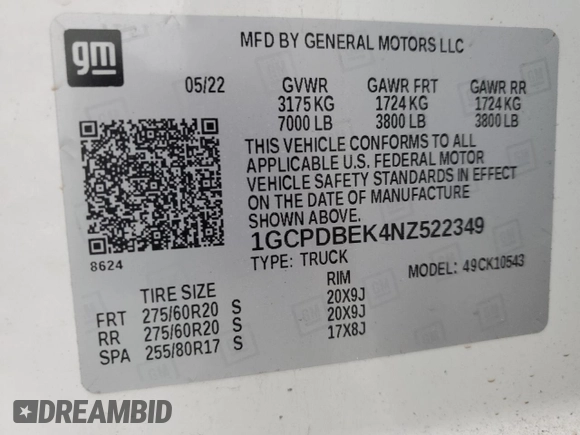 gm
MFD BY GENERAL MOTORS LLC
05/22 GVWR GAWR FRT GAWR RR
3175 KG 1724 KG 1724 KG
7000 LB 3800 LB 3800 LB
THIS VEHICLE CONFORMS TO ALL
APPLICABLE U.S. FEDERAL MOTOR
VEHICLE SAFETY STANDARDS IN EFFECT
ON THE DATE OF MANUFACTURE
1GCPDBEK4NZ522349
8624
TYPE: TRUCK MODEL: 49CK10543
TIRE SIZE RIM
FRT 275/60R20 S 20X9J
RR 275/60R20 S 20X9J
SPA 255/80R17 S 17X8J
DREAMBID